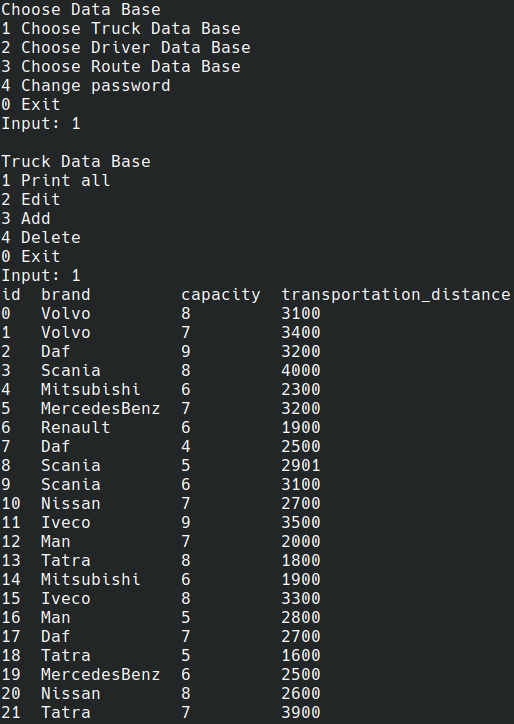 Choose Data Base
1 Choose Truck Data Base
2 Choose Driver Data Base
3 Choose Route Data Base
4 Change password
0 Exit
Input: 1

Truck Data Base
1 Print all
2 Edit
3 Add
4 Delete
0 Exit
Input: 1
id  brand         capacity  transportation_distance
0   Volvo         8         3100
1   Volvo         7         3400
2   Daf           9         3200
3   Scania        8         4000
4   Mitsubishi    6         2300
5   MercedesBenz  7         3200
6   Renault       6         1900
7   Daf           4         2500
8   Scania        5         2901
9   Scania        6         3100
10  Nissan        7         2700
11  Iveco         9         3500
12  Man           7         2000
13  Tatra         8         1800
14  Mitsubishi    6         1900
15  Iveco         8         3300
16  Man           5         2800
17  Daf           7         2700
18  Tatra         5         1600
19  MercedesBenz  6         2500
20  Nissan        8         2600
21  Tatra         7         3900